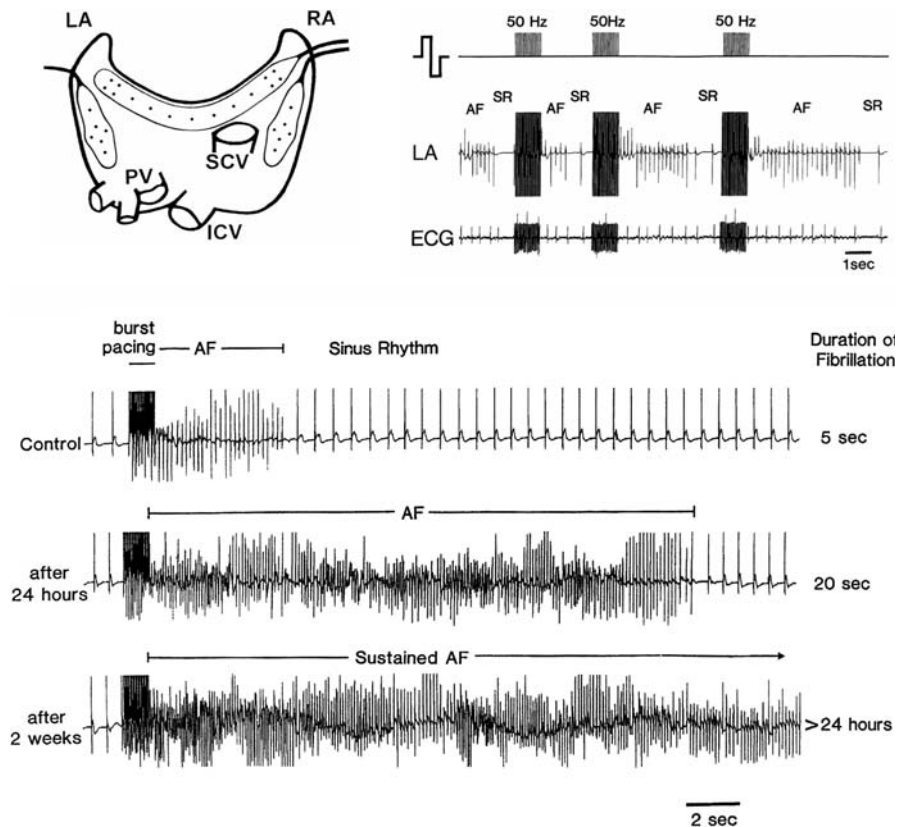 LA
RA
PV
SCV
ICV
50 Hz 50Hz 50 Hz
AF SR AF SR AF SR AF SR
LA
ECG
1sec
burst
pacing
AF
Sinus Rhythm
Duration of
Fibrillation
Control
5 sec
AF
after
24 hours
20 sec
Sustained AF
after
2 weeks
>24 hours
2 sec